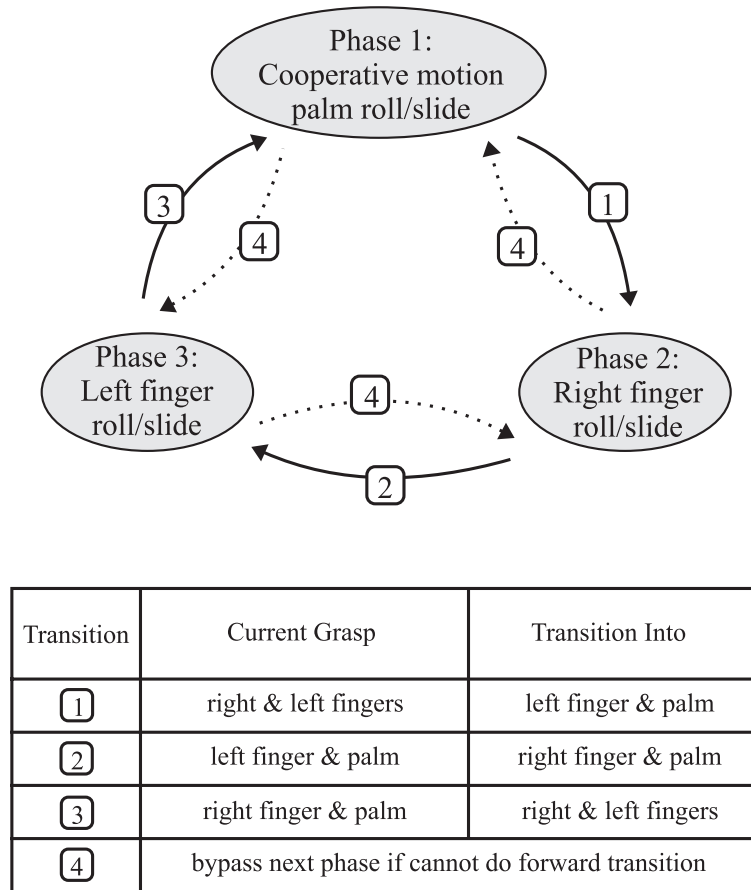 Phase 1:
Cooperative motion
palm roll/slide
3
4
4
1
Phase 3:
Left finger
roll/slide
4
Phase 2:
Right finger
roll/slide
2
Transition Current Grasp Transition Into
1 right & left fingers left finger & palm
2 left finger & palm right finger & palm
3 right finger & palm right & left fingers
4 bypass next phase if cannot do forward transition